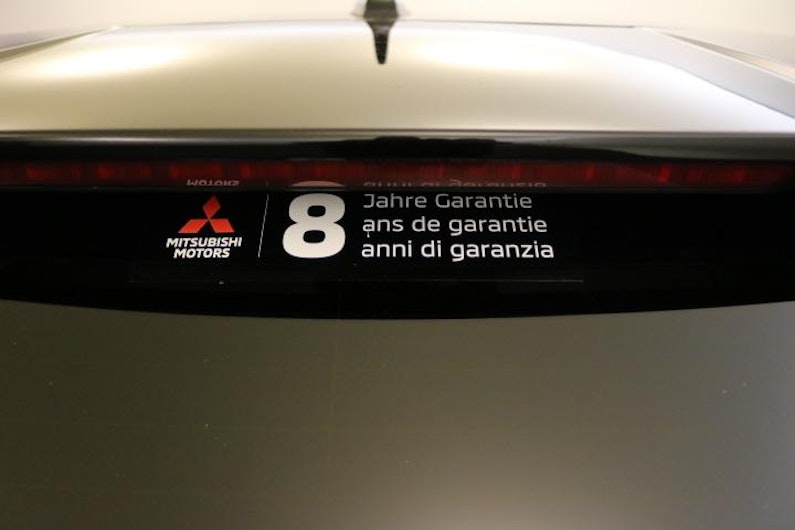 MITSUBISHI
MOTORS
8
Jahre Garantie
ans de garantie
anni di garanzia